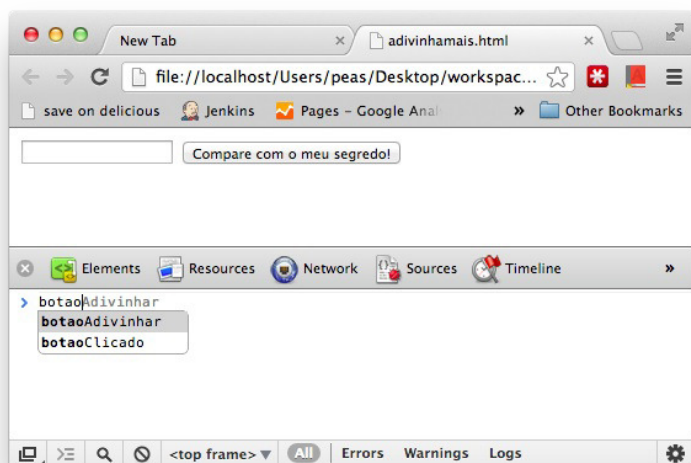 New Tab
adivinhamais.html
file://localhost/Users/peas/Desktop/workspac...
save on delicious
Jenkins
Pages – Google Anal
»
Other Bookmarks
Compare com o meu segredo!
Elements
Resources
Network
Sources
Timeline
»
> botaoAdivinhar
botaoAdivinhar
botaoClicado
<top frame> ▼
All
Errors
Warnings
Logs